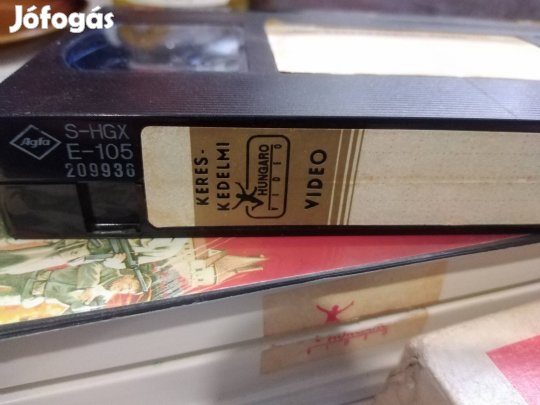 Jófogás
Agfa
S-HGX
E-105
209936
KERES-
KEDELMI
HUNGARO
VIDEO
VIDEO